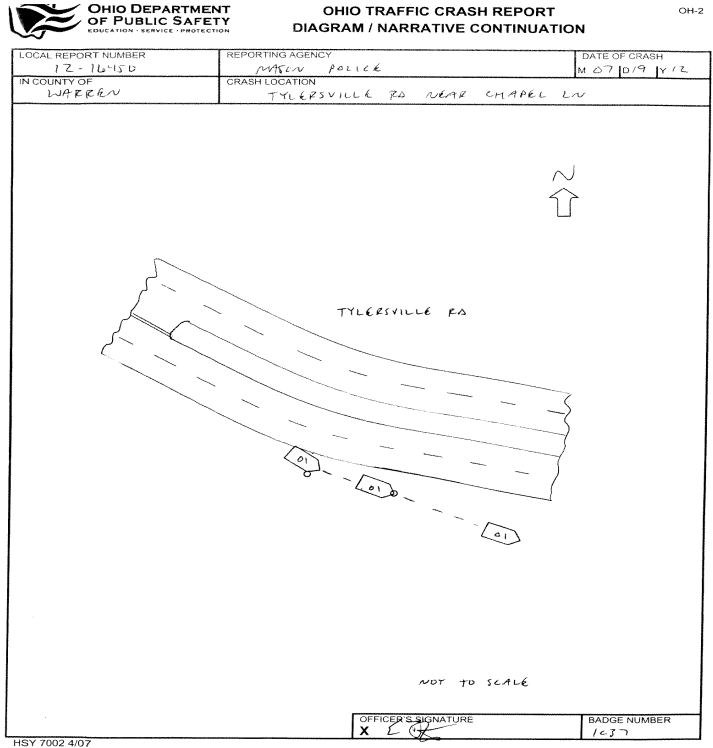 OHIO DEPARTMENT
OF PUBLIC SAFETY
EDUCATION · SERVICE · PROTECTION
OHIO TRAFFIC CRASH REPORT
DIAGRAM / NARRATIVE CONTINUATION
OH-2
LOCAL REPORT NUMBER
12-16450
REPORTING AGENCY
MASON POLICE
DATE OF CRASH
M 07 D 19 Y 12
IN COUNTY OF
WARREN
CRASH LOCATION
TYLERSVILLE RD NEAR CHAPEL LN
N
TYLERSVILLE RD
01
01
01
NOT TO SCALE
OFFICER'S SIGNATURE
X
BADGE NUMBER
1037
HSY 7002 4/07